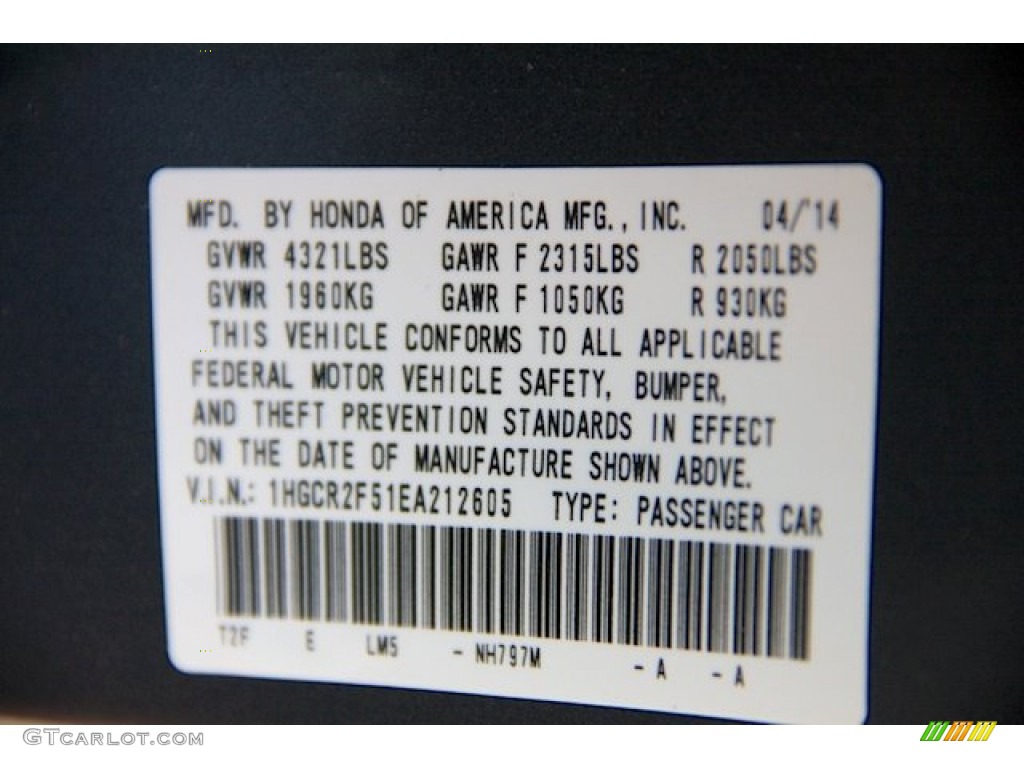 MFD. BY HONDA OF AMERICA MFG., INC. 04/'14
GVWR 4321LBS GAWR F 2315LBS R 2050LBS
GVWR 1960KG GAWR F 1050KG R 930KG
THIS VEHICLE CONFORMS TO ALL APPLICABLE
FEDERAL MOTOR VEHICLE SAFETY, BUMPER,
AND THEFT PREVENTION STANDARDS IN EFFECT
ON THE DATE OF MANUFACTURE SHOWN ABOVE.
V.I.N.: 1HGCR2F51EA212605 TYPE: PASSENGER CAR
T2F E LM5 - NH797M - A - A
GTCARLOT.COM